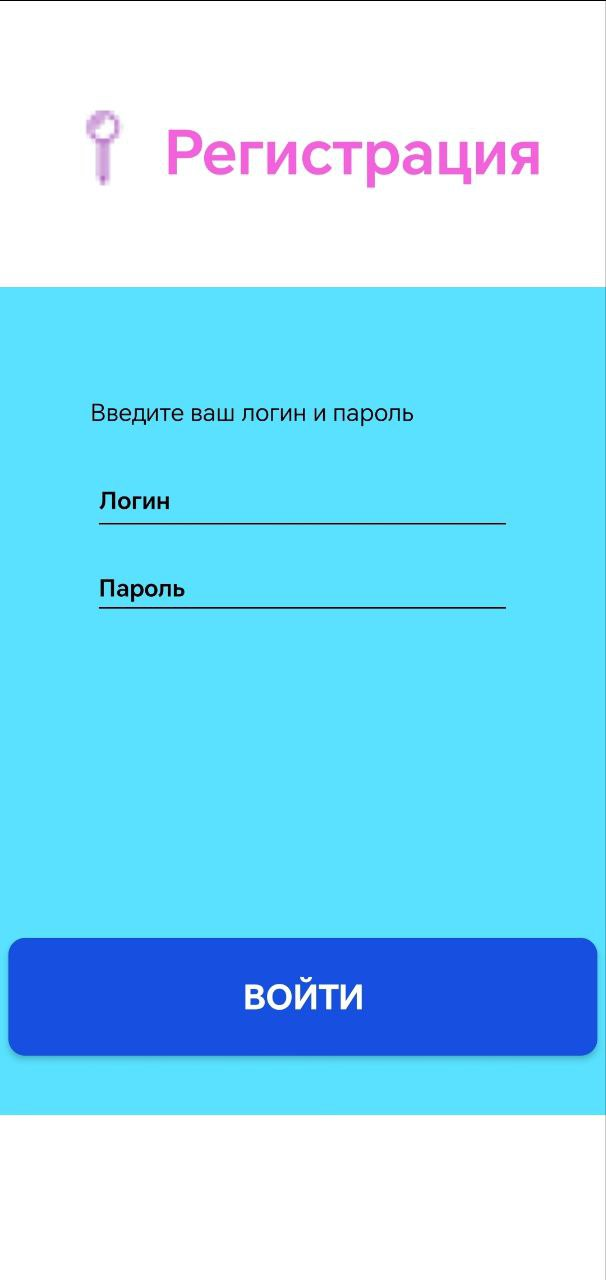 Регистрация
Введите ваш логин и пароль
Логин
Пароль
ВОЙТИ